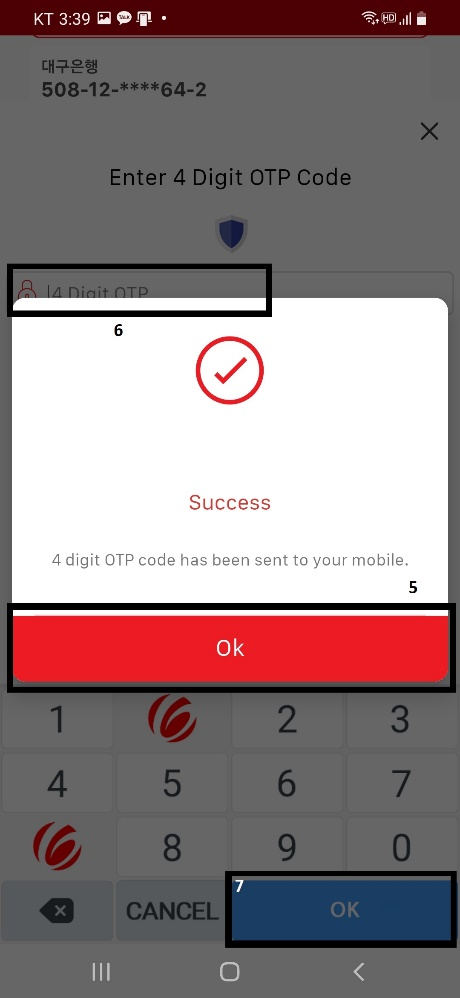 KT 3:39
HD
대구은행
508-12-****64-2
Enter 4 Digit OTP Code
4 Digit OTP
6
Success
4 digit OTP code has been sent to your mobile.
5
Ok
1 2 3
4 5 6 7
8 9 0
7
CANCEL OK